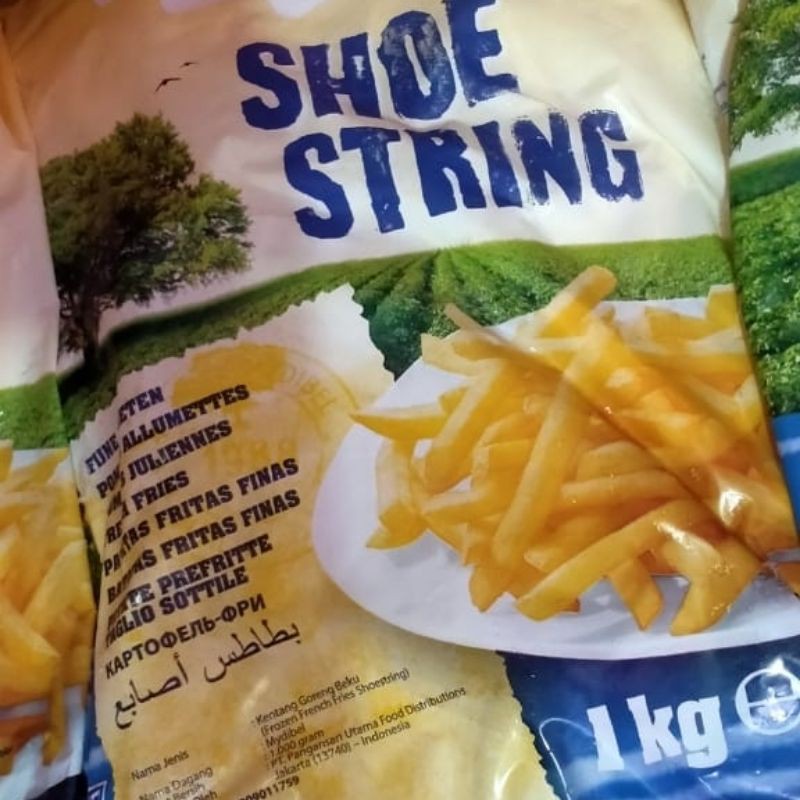 SHOE
STRING
ALLUMETTES
JULIENNES
FRIES
FRITAS FINAS
FRITAS FINAS
PREFRITTE
SOTTILE
КАРТОФЕЛЬ-ФРИ
بطاطس أصابع
Nama Jenis : Kentang Goreng Beku
(Frozen French Fries Shoestring)
Nama Dagang : Mydibel
Bersih : 1.000 gram
: PT. Pangansari Utama Food Distributions
Jakarta (13740) – Indonesia
09011759
1 kg ℮